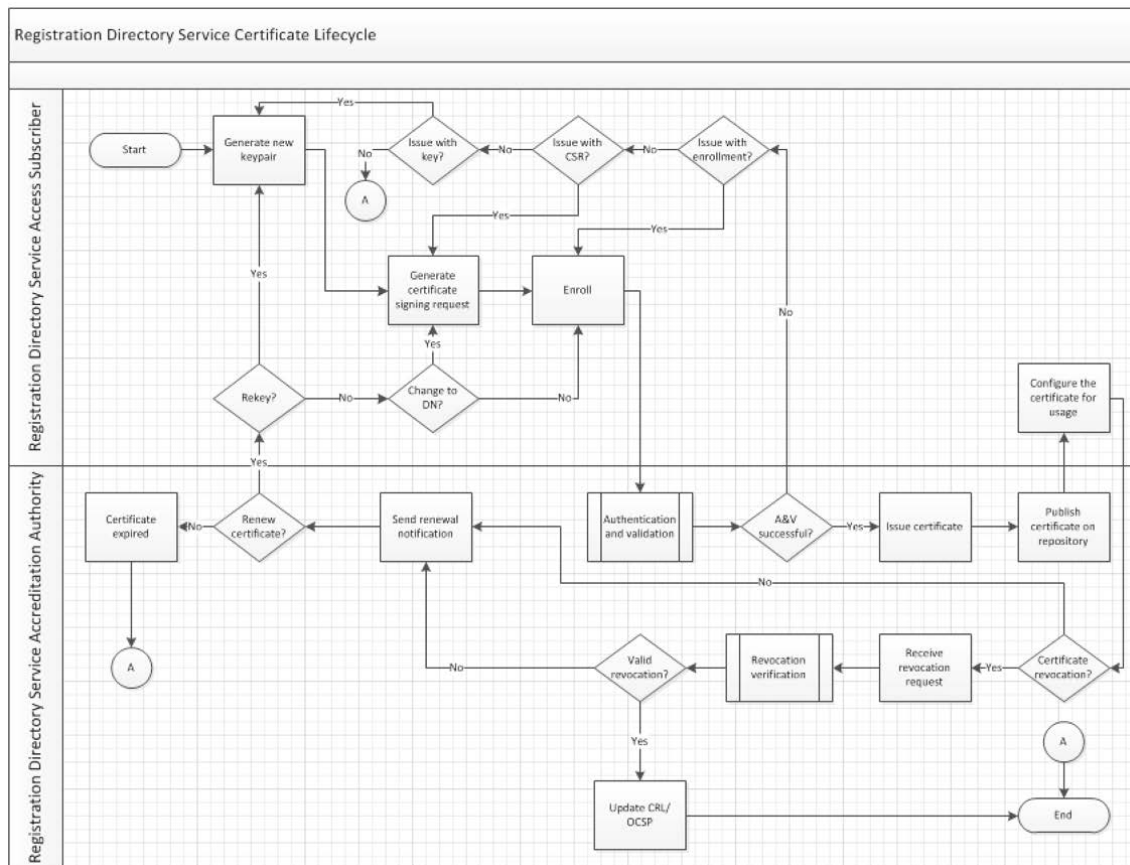 Registration Directory Service Certificate Lifecycle
Registration Directory Service Access Subscriber
Start
Generate new
keypair
Yes
Issue with
key?
No
Issue with
CSR?
No
Issue with
enrollment?
No
A
Yes
Yes
Yes
Generate
certificate
signing request
Enroll
No
Yes
Rekey?
No
Change to
DN?
No
Configure the
certificate for
usage
Yes
Registration Directory Service Accreditation Authority
Certificate
expired
No
Renew
certificate?
Send renewal
notification
Authentication
and validation
A&V
successful?
Yes
Issue certificate
Publish
certificate on
repository
No
A
No
Valid
revocation?
Revocation
verification
Receive
revocation
request
Yes
Certificate
revocation?
Yes
A
Update CRL/
OCSP
End